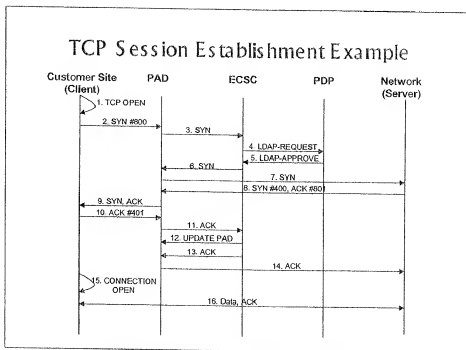 TCP Session Establishment Example
Customer Site
(Client)
PAD
ECSC
PDP
Network
(Server)
1. TCP OPEN
2. SYN #800
3. SYN
4. LDAP-REQUEST
5. LDAP-APPROVE
6. SYN
7. SYN
8. SYN #400, ACK #801
9. SYN, ACK
10. ACK #401
11. ACK
12. UPDATE PAD
13. ACK
14. ACK
15. CONNECTION
OPEN
16. Data, ACK